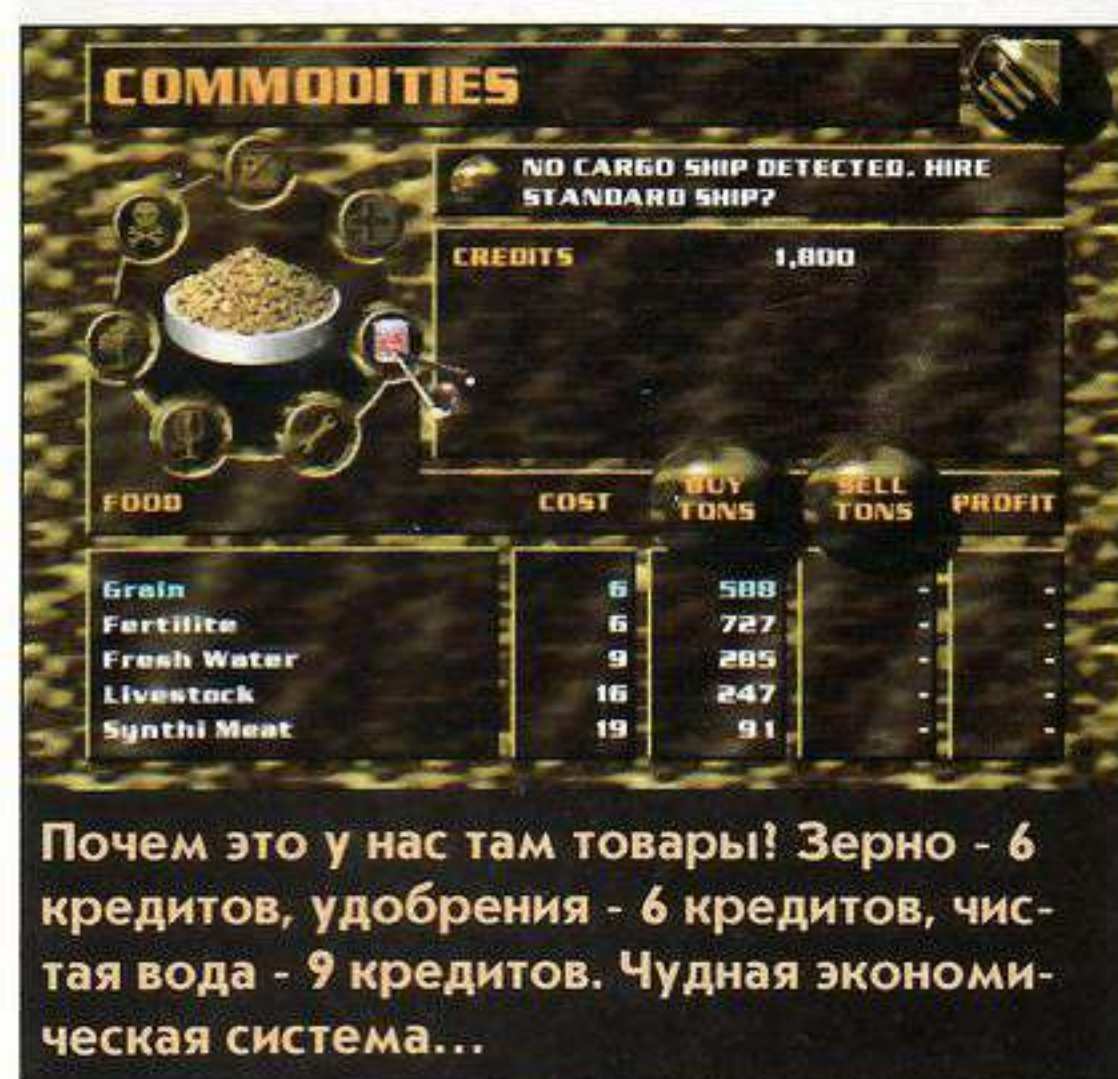 COMMODITIES
NO CARGO SHIP DETECTED. HIRE
STANDARD SHIP?
CREDITS 1,800
FOOD COST BUY TONS SELL TONS PROFIT
Grain 6 588 - -
Fertilite 6 727 - -
Fresh Water 9 285 - -
Livestock 16 247 - -
Synthi Meat 19 91 - -
Почем это у нас там товары? Зерно - 6
кредитов, удобрения - 6 кредитов, чис-
тая вода - 9 кредитов. Чудная экономи-
ческая система...